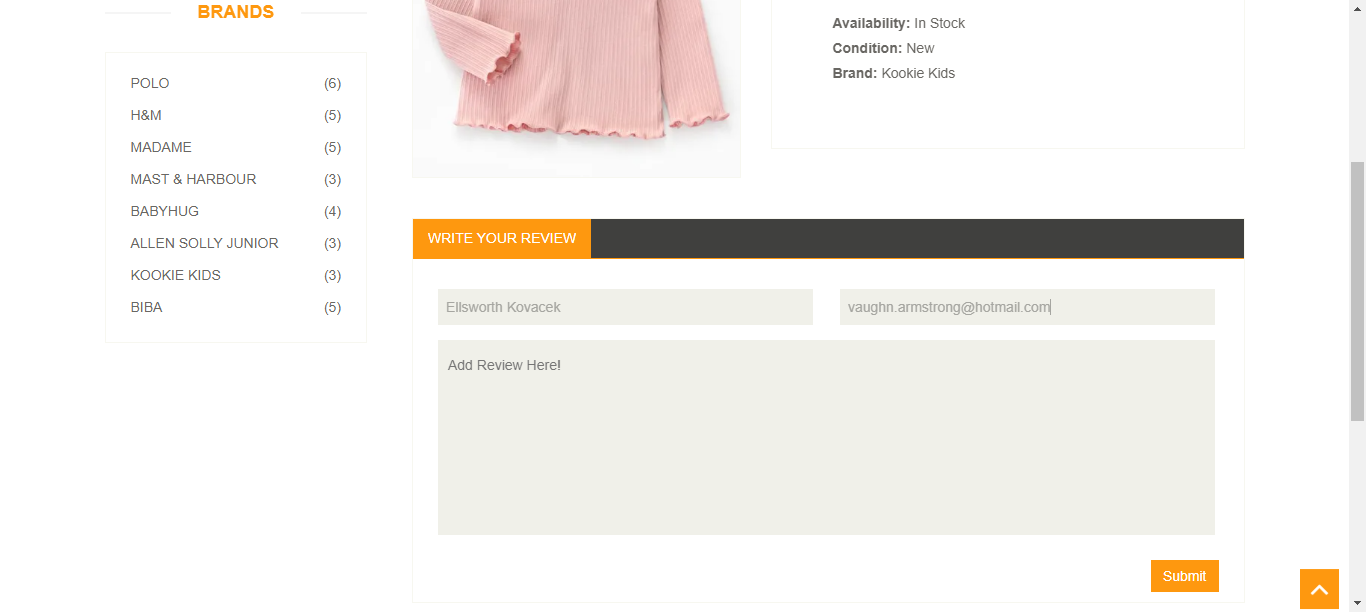 BRANDS
POLO (6)
H&M (5)
MADAME (5)
MAST & HARBOUR (3)
BABYHUG (4)
ALLEN SOLLY JUNIOR (3)
KOOKIE KIDS (3)
BIBA (5)
Availability: In Stock
Condition: New
Brand: Kookie Kids
WRITE YOUR REVIEW
Ellsworth Kovacek vaughn.armstrong@hotmail.com
Add Review Here!
Submit